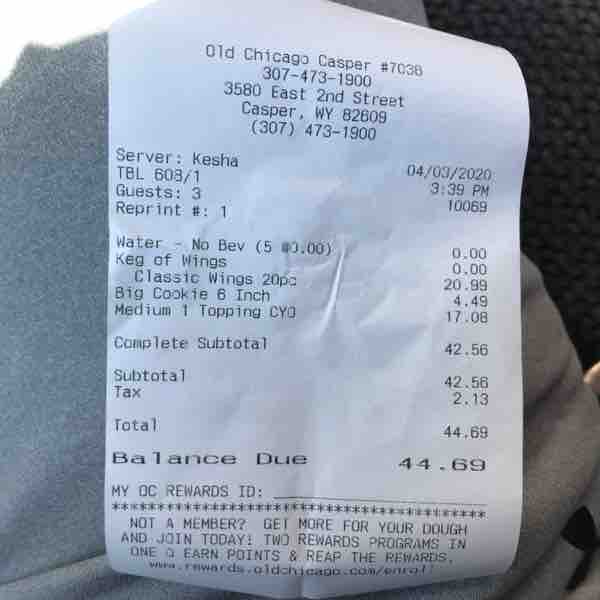 Old Chicago Casper #7038
307-473-1900
3580 East 2nd Street
Casper, WY 82609
(307) 473-1900
Server: Kesha 04/03/2020
TBL 608/1 3:39 PM
Guests: 3 10069
Reprint #: 1
Water - No Bev (5 @0.00) 0.00
Keg of Wings 0.00
Classic Wings 20pc 20.99
Big Cookie 6 Inch 4.49
Medium 1 Topping CYO 17.08
Complete Subtotal 42.56
Subtotal 42.56
Tax 2.13
Total 44.69
Balance Due 44.69
MY OC REWARDS ID: ____________________
************************************************
NOT A MEMBER? GET MORE FOR YOUR DOUGH
AND JOIN TODAY! TWO REWARDS PROGRAMS IN
ONE Q EARN POINTS & REAP THE REWARDS.
www.rewards.oldchicago.com/enroll